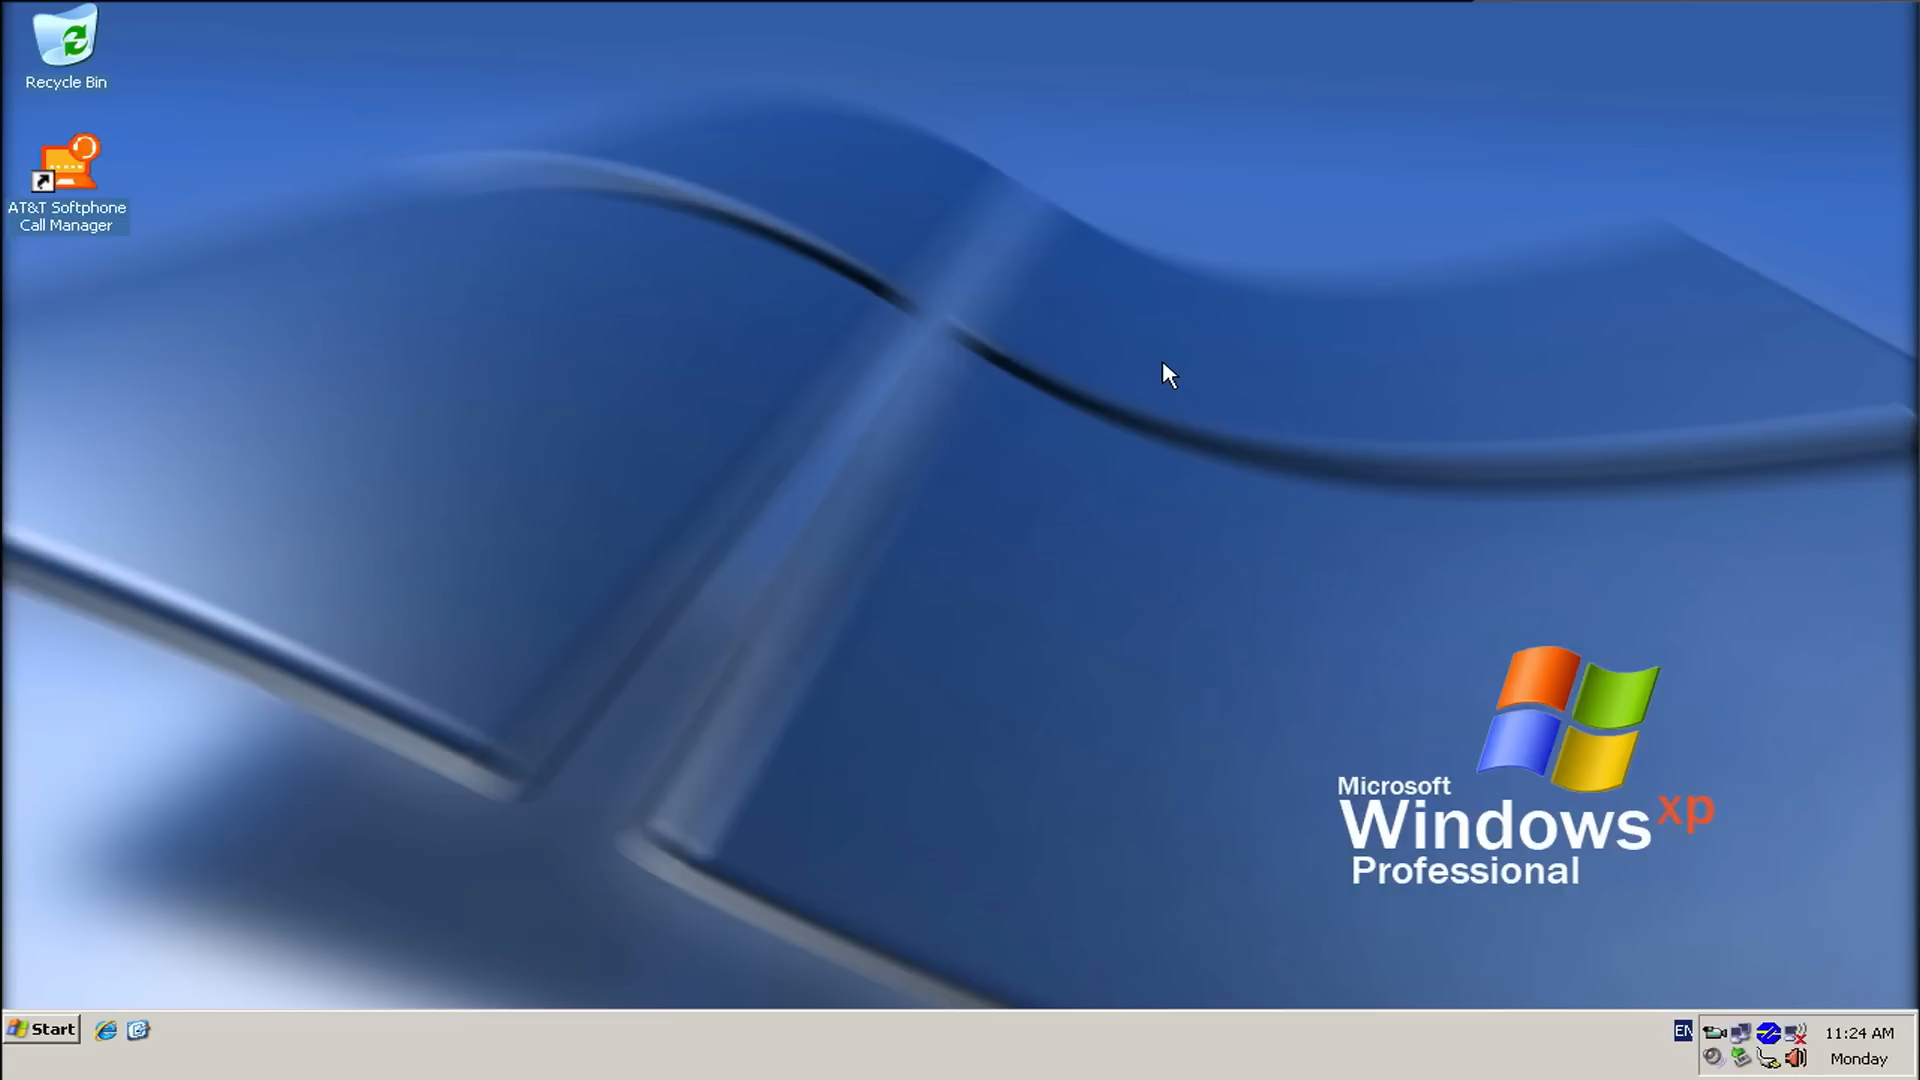 Recycle Bin
AT&T Softphone
Call Manager
Microsoft
Windows xp
Professional
Start
EN
11:24 AM
Monday